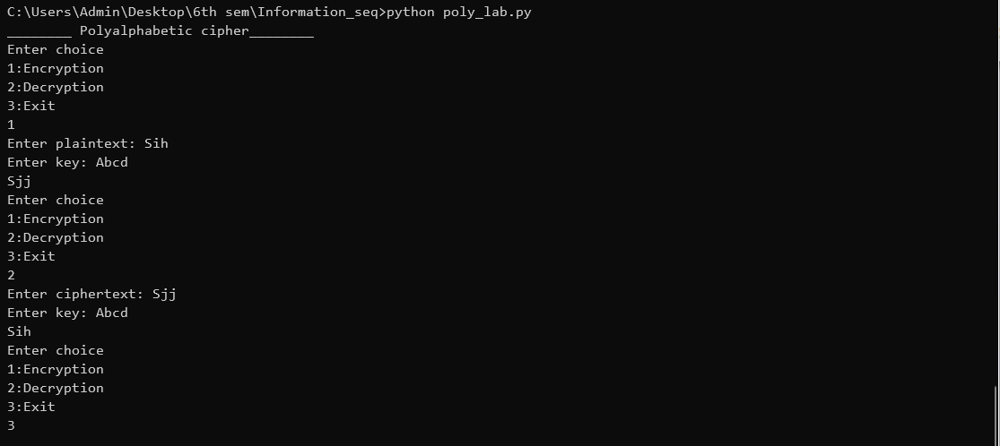 C:\Users\Admin\Desktop\6th sem\Information_seq>python poly_lab.py
________ Polyalphabetic cipher________
Enter choice
1:Encryption
2:Decryption
3:Exit
1
Enter plaintext: Sih
Enter key: Abcd
Sjj
Enter choice
1:Encryption
2:Decryption
3:Exit
2
Enter ciphertext: Sjj
Enter key: Abcd
Sih
Enter choice
1:Encryption
2:Decryption
3:Exit
3